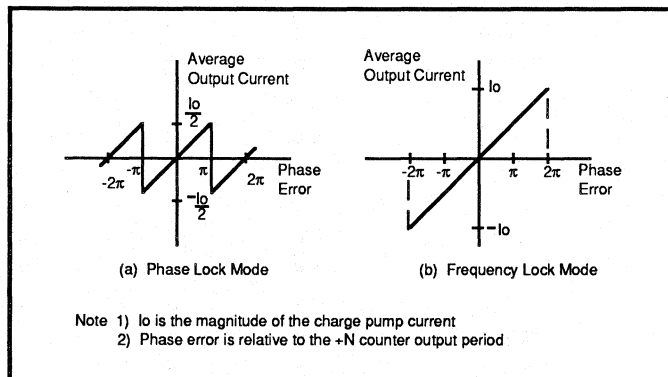 Average
Output Current
Io
2
-2π
-π
π
2π
Phase
Error
-Io
2
(a) Phase Lock Mode
Average
Output Current
Io
-2π
-π
π
2π
Phase
Error
-Io
(b) Frequency Lock Mode
Note 1) Io is the magnitude of the charge pump current
2) Phase error is relative to the +N counter output period